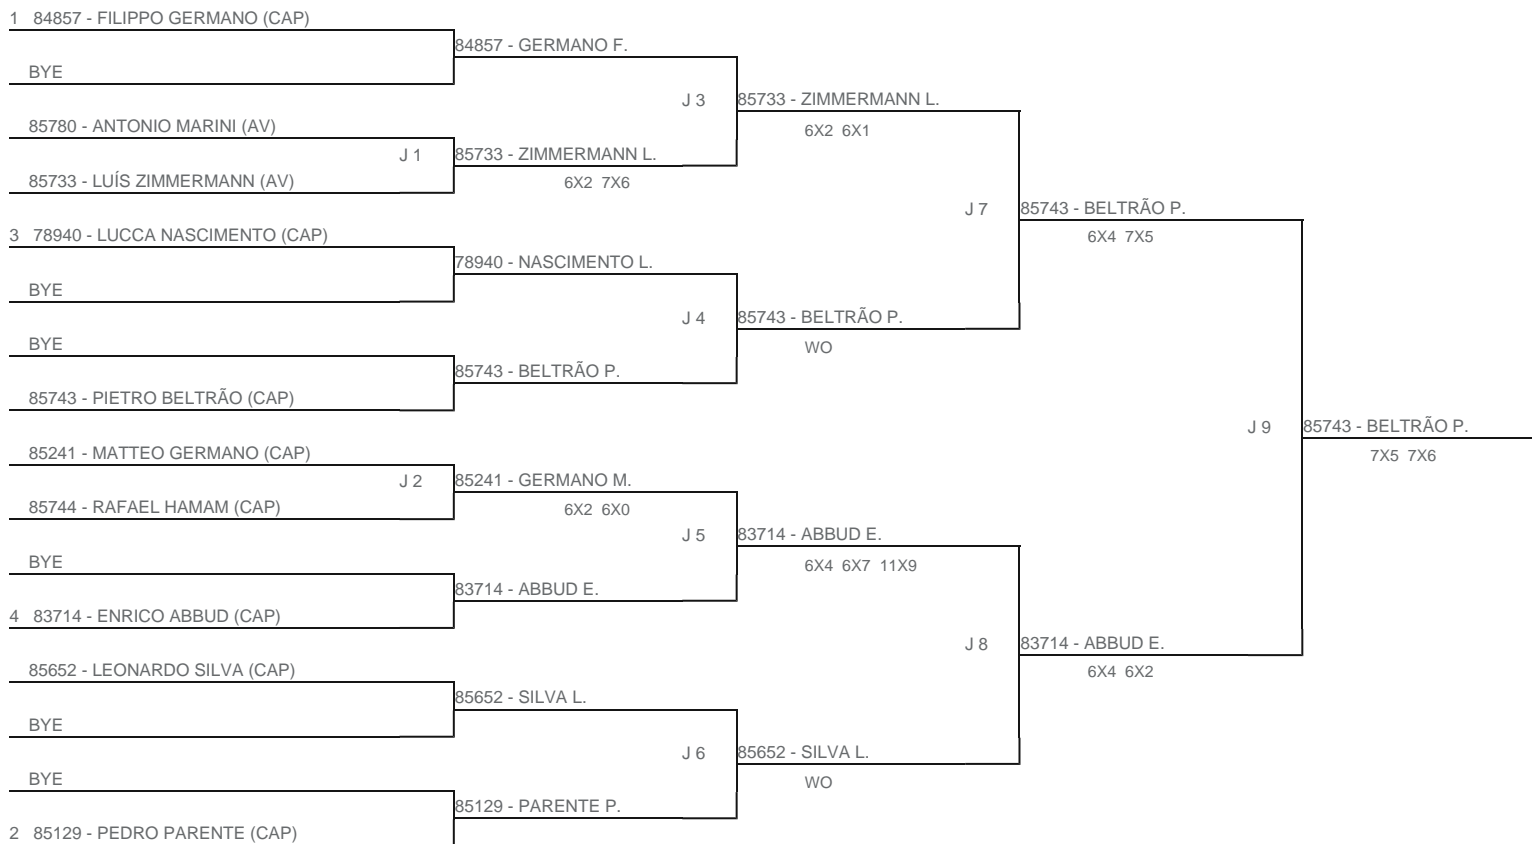 1 84857 - FILIPPO GERMANO (CAP)
84857 - GERMANO F.
BYE
J 3
85733 - ZIMMERMANN L.
85780 - ANTONIO MARINI (AV)
6X2 6X1
J 1
85733 - ZIMMERMANN L.
85733 - LUÍS ZIMMERMANN (AV)
6X2 7X6
J 7
85743 - BELTRÃO P.
3 78940 - LUCCA NASCIMENTO (CAP)
6X4 7X5
78940 - NASCIMENTO L.
BYE
J 4
85743 - BELTRÃO P.
BYE
WO
85743 - BELTRÃO P.
85743 - PIETRO BELTRÃO (CAP)
J 9
85743 - BELTRÃO P.
85241 - MATTEO GERMANO (CAP)
7X5 7X6
J 2
85241 - GERMANO M.
85744 - RAFAEL HAMAM (CAP)
6X2 6X0
J 5
83714 - ABBUD E.
BYE
6X4 6X7 11X9
83714 - ABBUD E.
4 83714 - ENRICO ABBUD (CAP)
J 8
83714 - ABBUD E.
85652 - LEONARDO SILVA (CAP)
6X4 6X2
85652 - SILVA L.
BYE
J 6
85652 - SILVA L.
BYE
WO
85129 - PARENTE P.
2 85129 - PEDRO PARENTE (CAP)